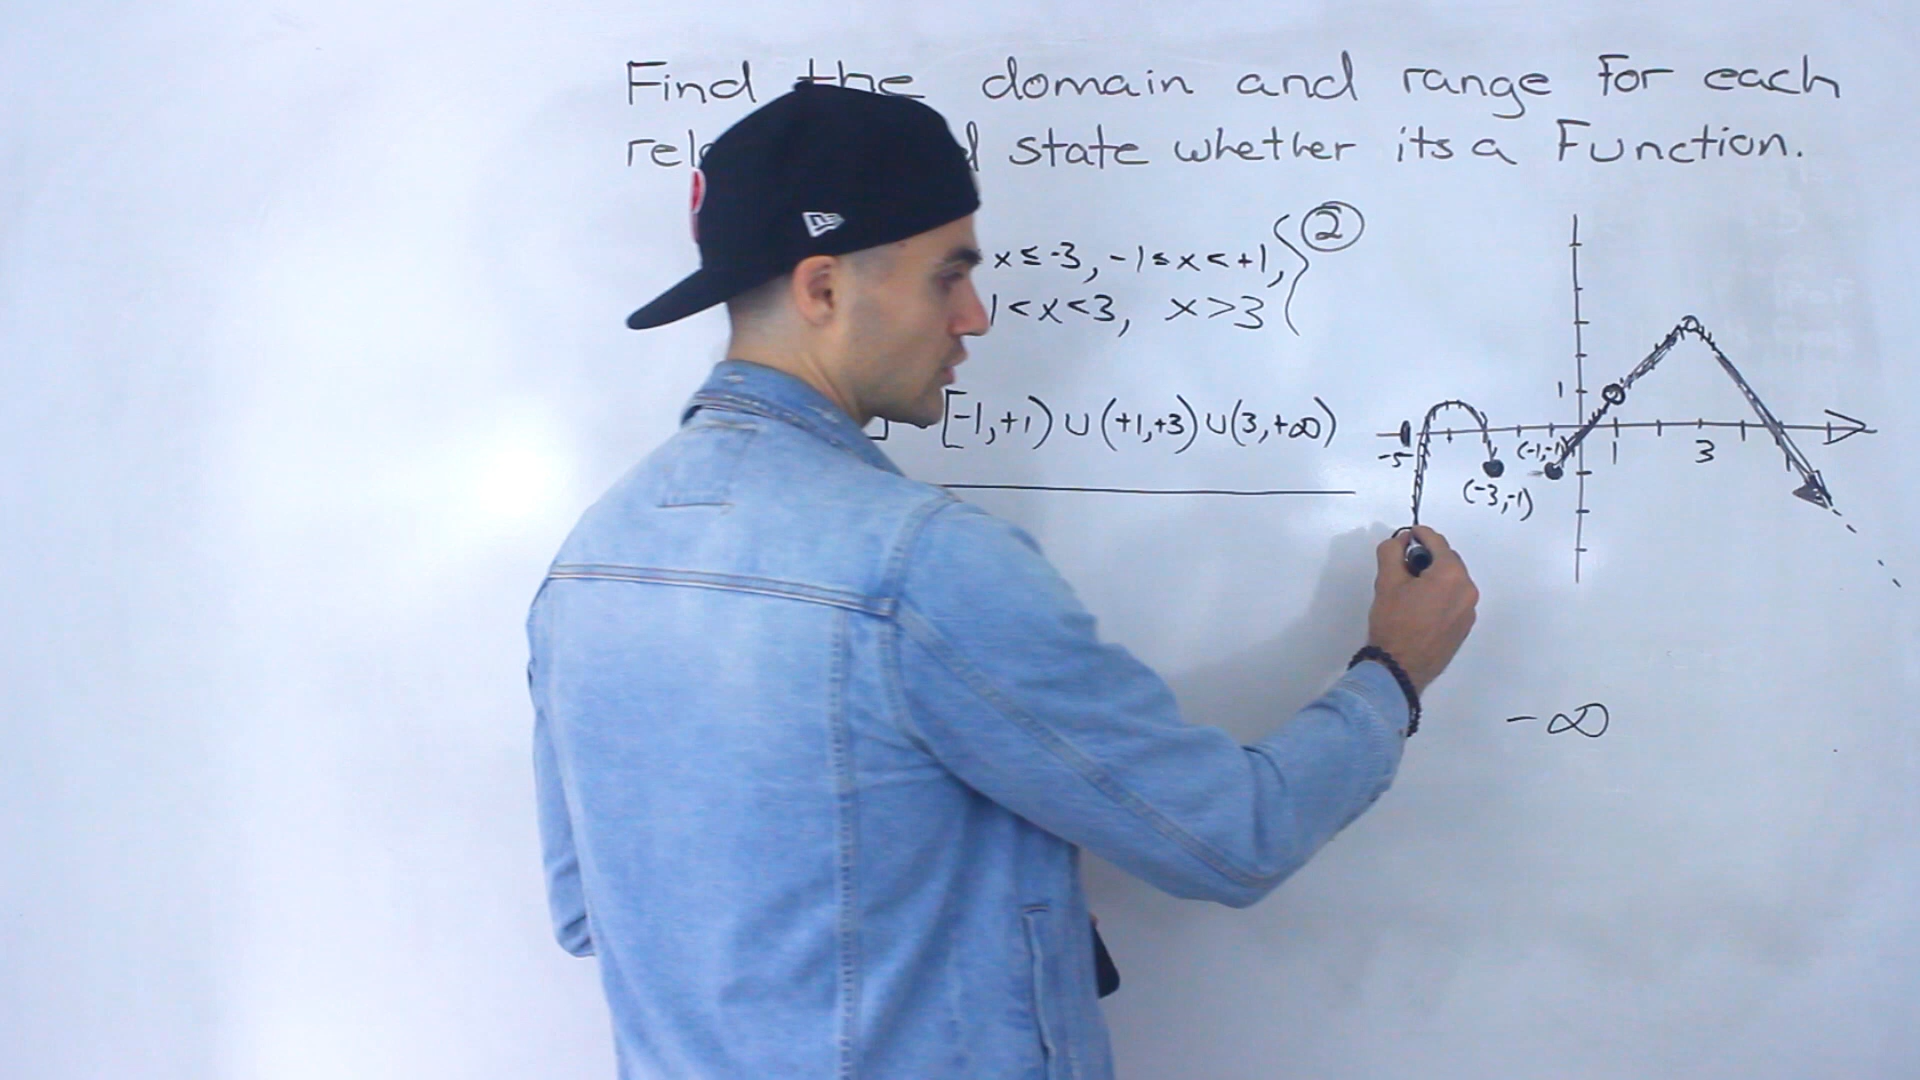 Find the domain and range for each
state whether its a Function.
x ≤ -3, -1 ≤ x < +1,
1 < x < 3, x > 3
②
[-1,+1) ∪ (+1,+3) ∪ (3,+∞)
1
-5
(-1,-1)
1
3
(-3,-1)
-∞